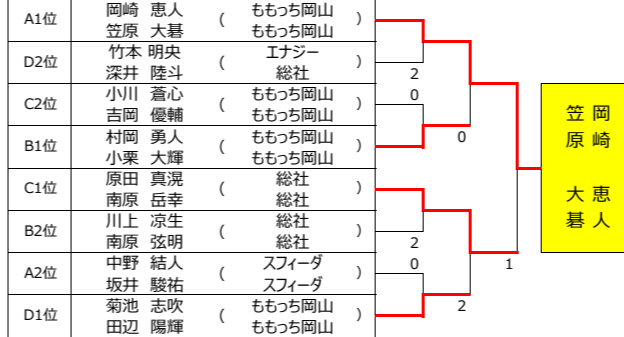 A1位 岡崎 恵人 ( ももっち岡山 )
笠原 大碁 ももっち岡山
D2位 竹本 明央 ( エナジー )
深井 陸斗 総社
2
C2位 小川 蒼心 ( ももっち岡山 )
吉岡 優輔 ももっち岡山
0
B1位 村岡 勇人 ( ももっち岡山 )
小栗 大輝 ももっち岡山
0
C1位 原田 真滉 ( 総社 )
南原 岳幸 総社
B2位 川上 凉生 ( 総社 )
南原 弦明 総社
2
A2位 中野 結人 ( スフィーダ )
坂井 駿祐 スフィーダ
0
1
D1位 菊池 志吹 ( ももっち岡山 )
田辺 陽輝 ももっち岡山
2
岡崎 恵人
笠原 大碁